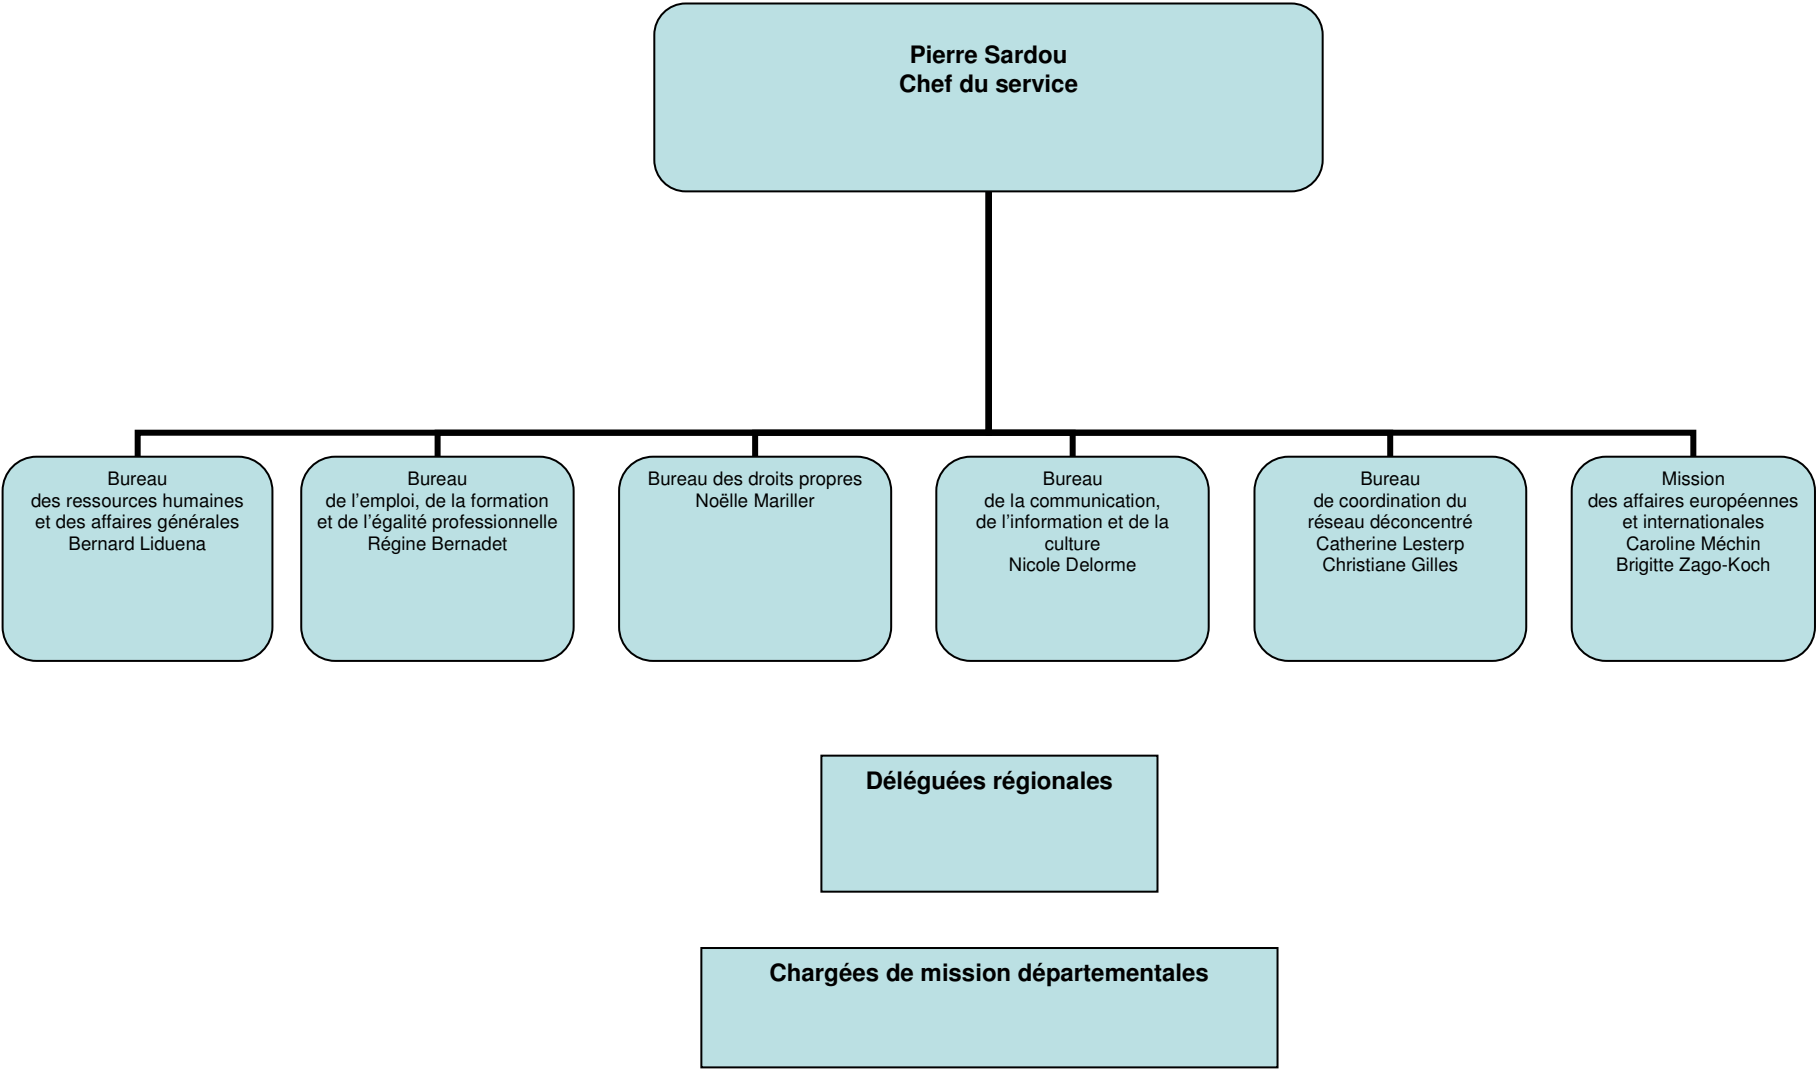 Pierre Sardou
Chef du service
Bureau
des ressources humaines
et des affaires générales
Bernard Liduena
Bureau
de l’emploi, de la formation
et de l’égalité professionnelle
Régine Bernadet
Bureau des droits propres
Noëlle Mariller
Bureau
de la communication,
de l’information et de la
culture
Nicole Delorme
Bureau
de coordination du
réseau déconcentré
Catherine Lesterp
Christiane Gilles
Mission
des affaires européennes
et internationales
Caroline Méchin
Brigitte Zago-Koch
Déléguées régionales
Chargées de mission départementales